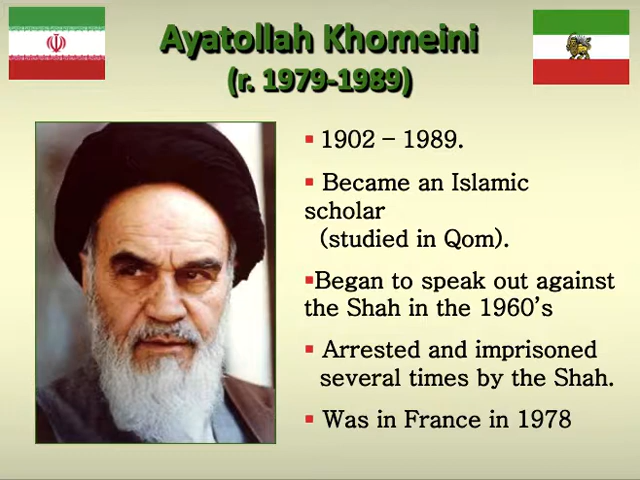 Ayatollah Khomeini
(r. 1979-1989)
▪ 1902 – 1989.
▪ Became an Islamic
scholar
(studied in Qom).
▪Began to speak out against
the Shah in the 1960’s
▪ Arrested and imprisoned
several times by the Shah.
▪ Was in France in 1978